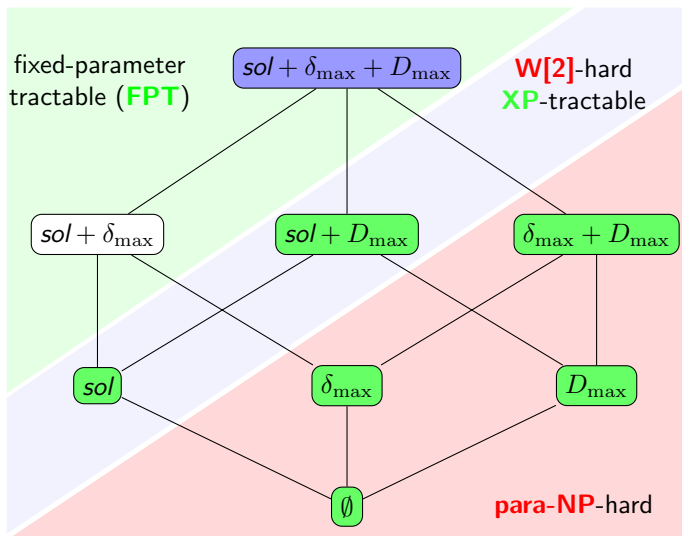 fixed-parameter
tractable (FPT)
sol + δmax + Dmax
W[2]-hard
XP-tractable
sol + δmax
sol + Dmax
δmax + Dmax
sol
δmax
Dmax
∅
para-NP-hard